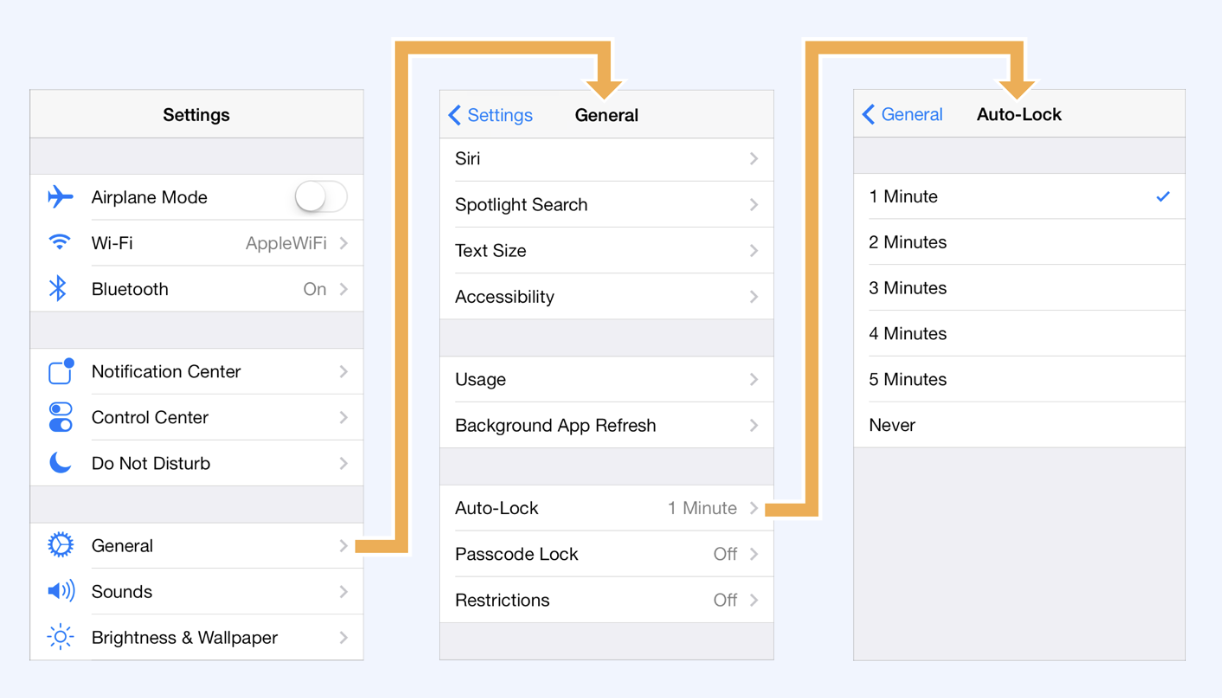 Settings
Airplane Mode
Wi-Fi AppleWiFi
Bluetooth On
Notification Center
Control Center
Do Not Disturb
General
Sounds
Brightness & Wallpaper
Settings General
Siri
Spotlight Search
Text Size
Accessibility
Usage
Background App Refresh
Auto-Lock 1 Minute
Passcode Lock Off
Restrictions Off
General Auto-Lock
1 Minute
2 Minutes
3 Minutes
4 Minutes
5 Minutes
Never